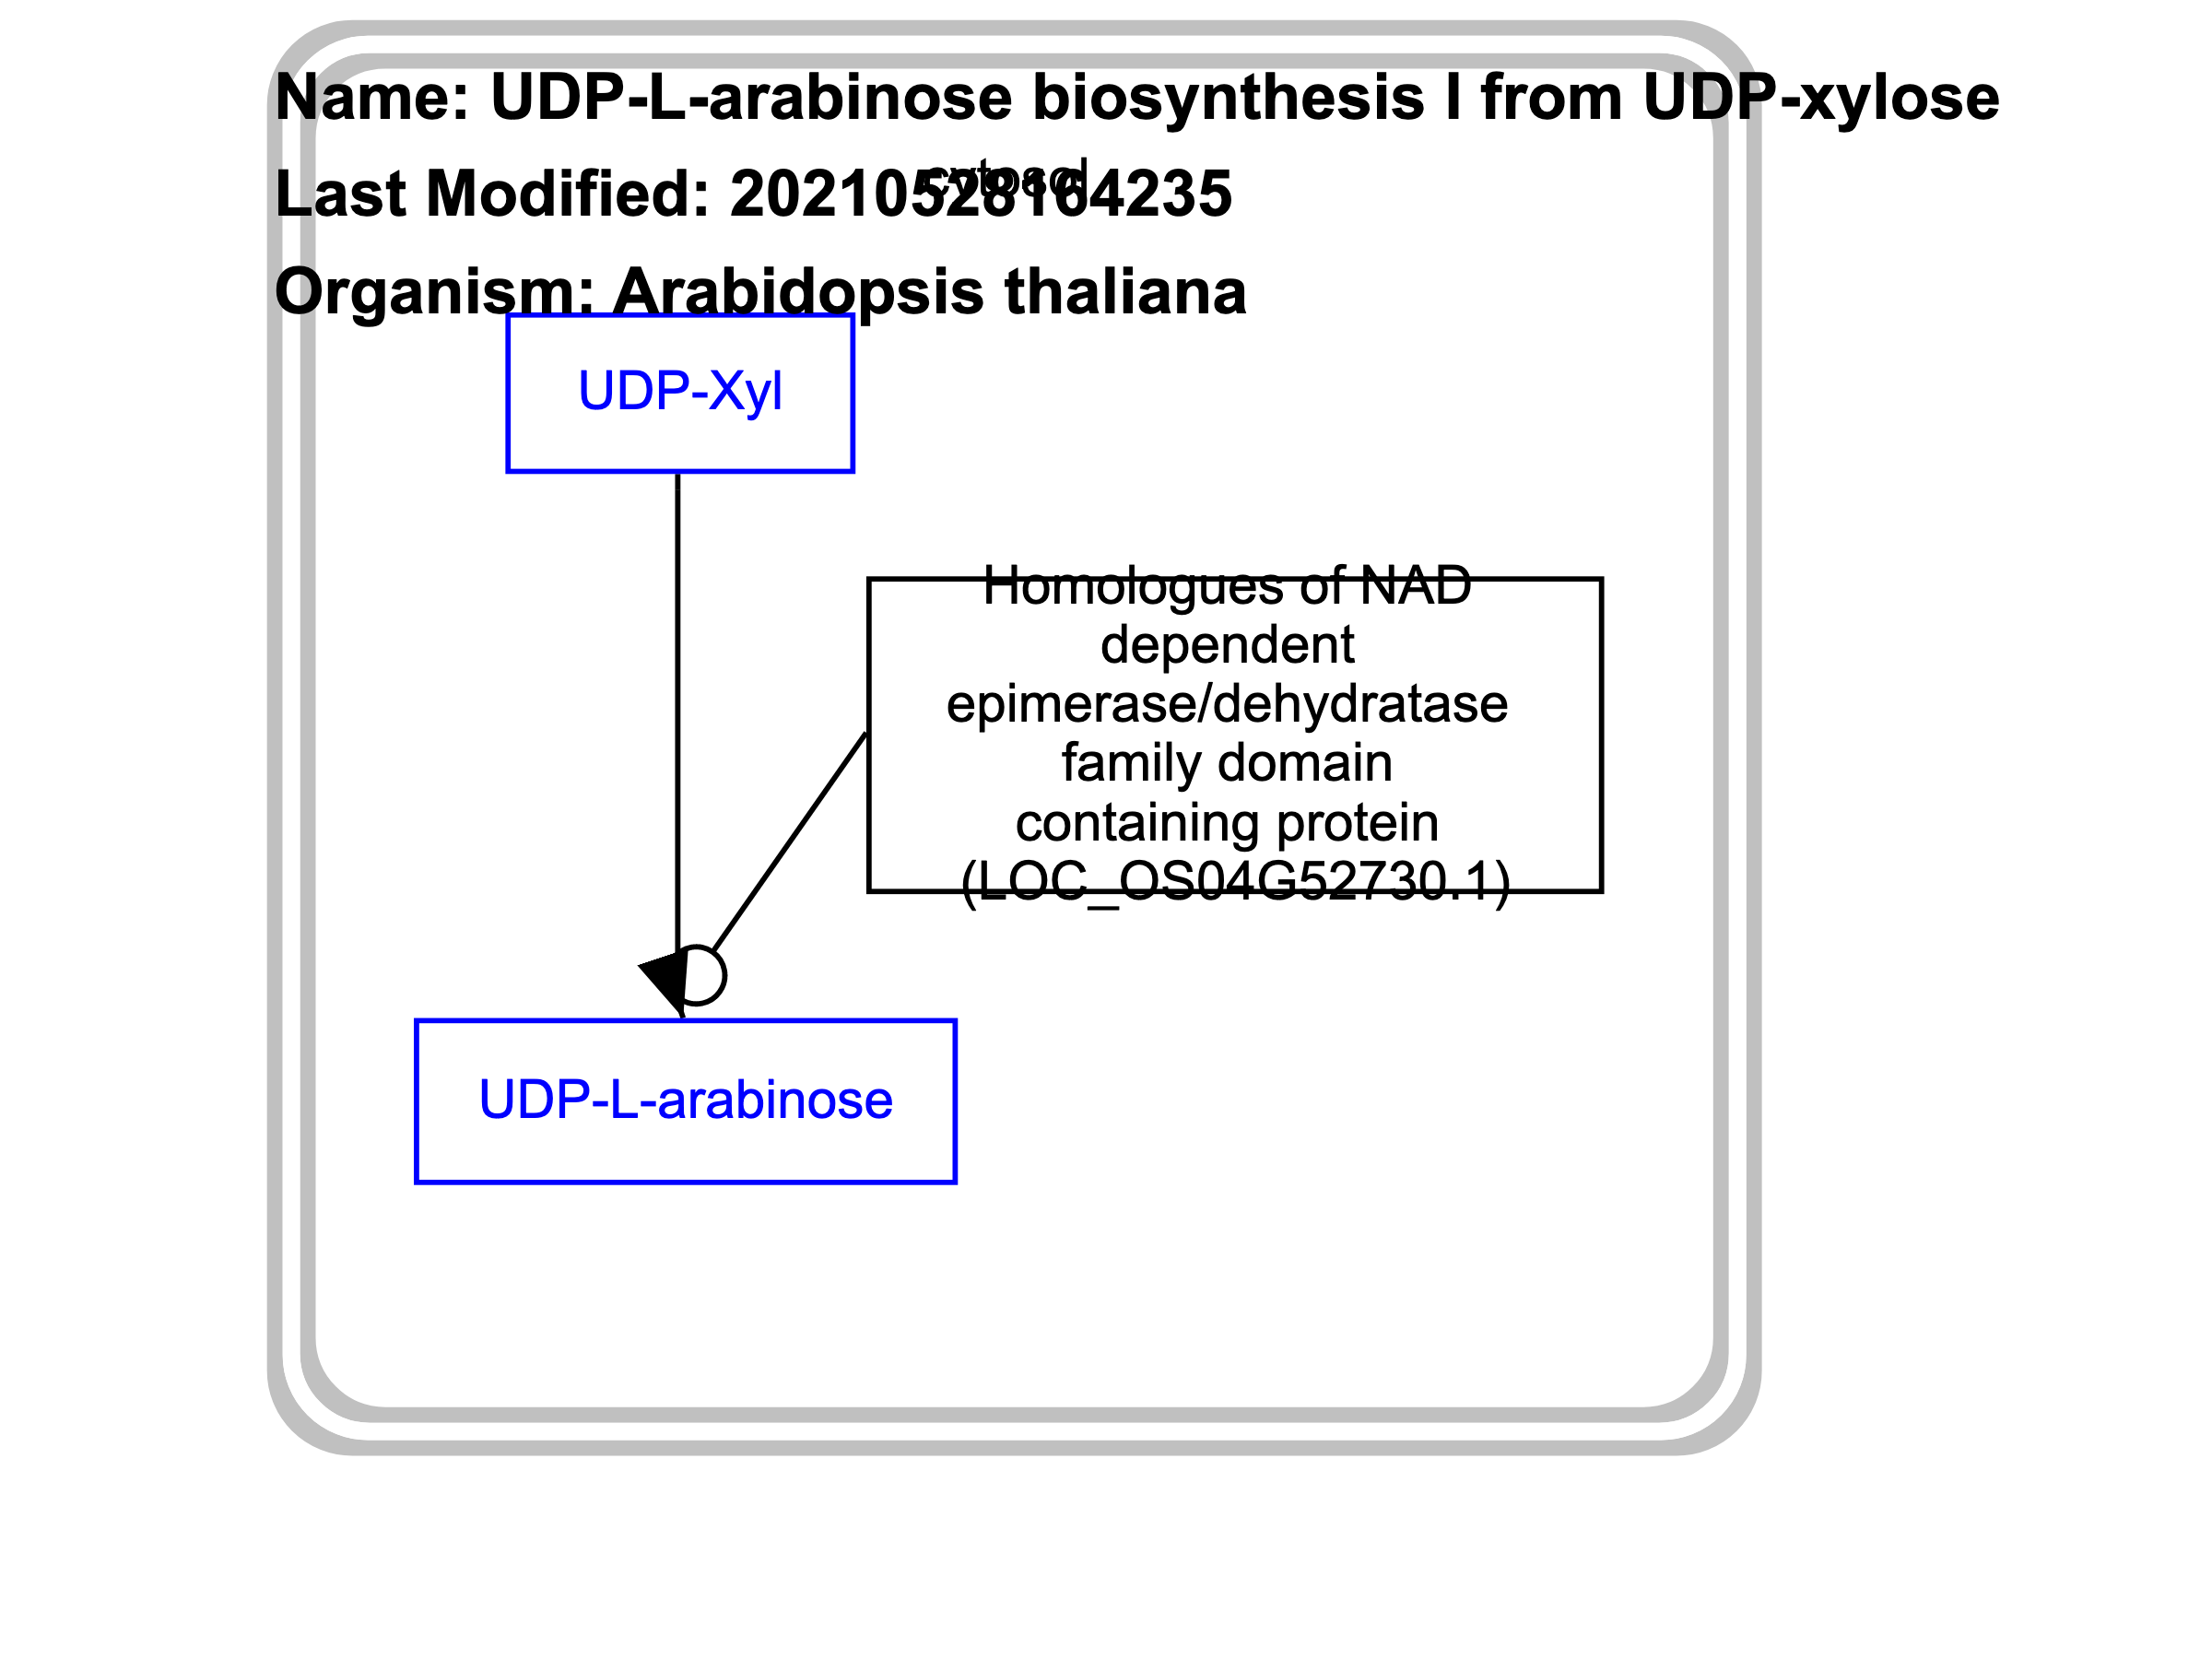 Name: UDP-L-arabinose biosynthesis I from UDP-xylose
Last Modified: 20210528164235
Organism: Arabidopsis thaliana
UDP-Xyl
Homologues of NAD
dependent
epimerase/dehydratase
family domain
containing protein
(LOC_OS04G52730.1)
UDP-L-arabinose